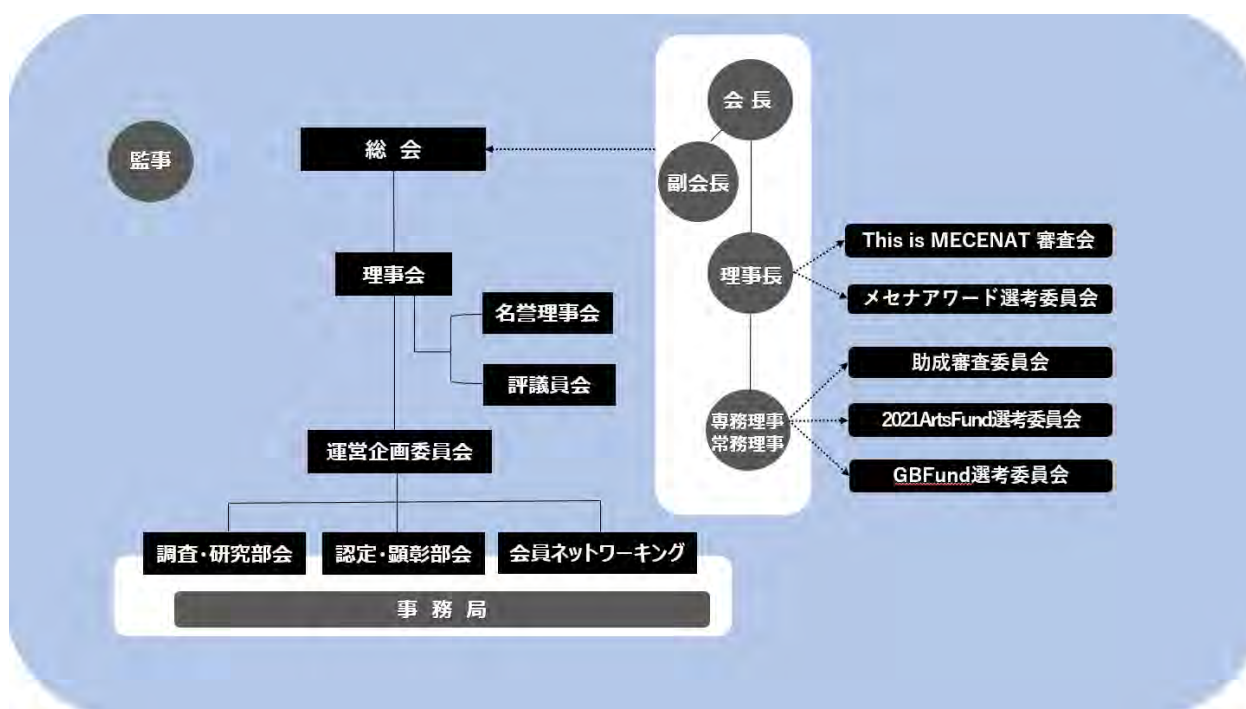 会 長
監事
総 会
副会長
This is MECENAT 審査会
理事会
理事長
メセナアワード選考委員会
名誉理事会
助成審査委員会
評議員会
専務理事
常務理事
2021ArtsFund選考委員会
運営企画委員会
GBFund選考委員会
調査・研究部会
認定・顕彰部会
会員ネットワーキング
事 務 局